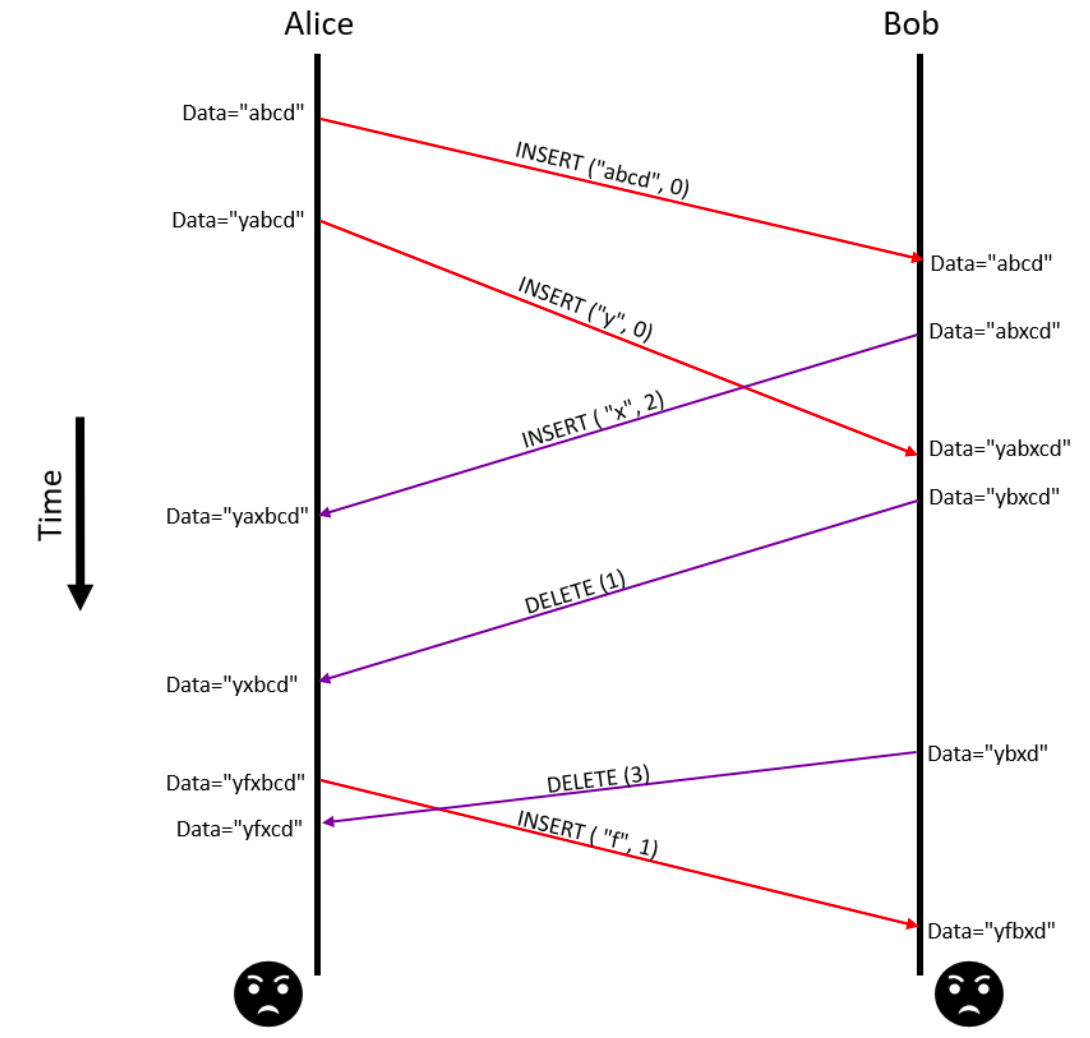 Alice
Bob
Data="abcd"
INSERT ("abcd", 0)
Data="yabcd"
Data="abcd"
INSERT ("y", 0)
Data="abxcd"
INSERT ( "x", 2)
Data="yabxcd"
Time
Data="ybxcd"
Data="yaxbcd"
DELETE (1)
Data="yxbcd"
Data="ybxd"
Data="yfxbcd"
DELETE (3)
Data="yfxcd"
INSERT ( "f", 1)
Data="yfbxd"